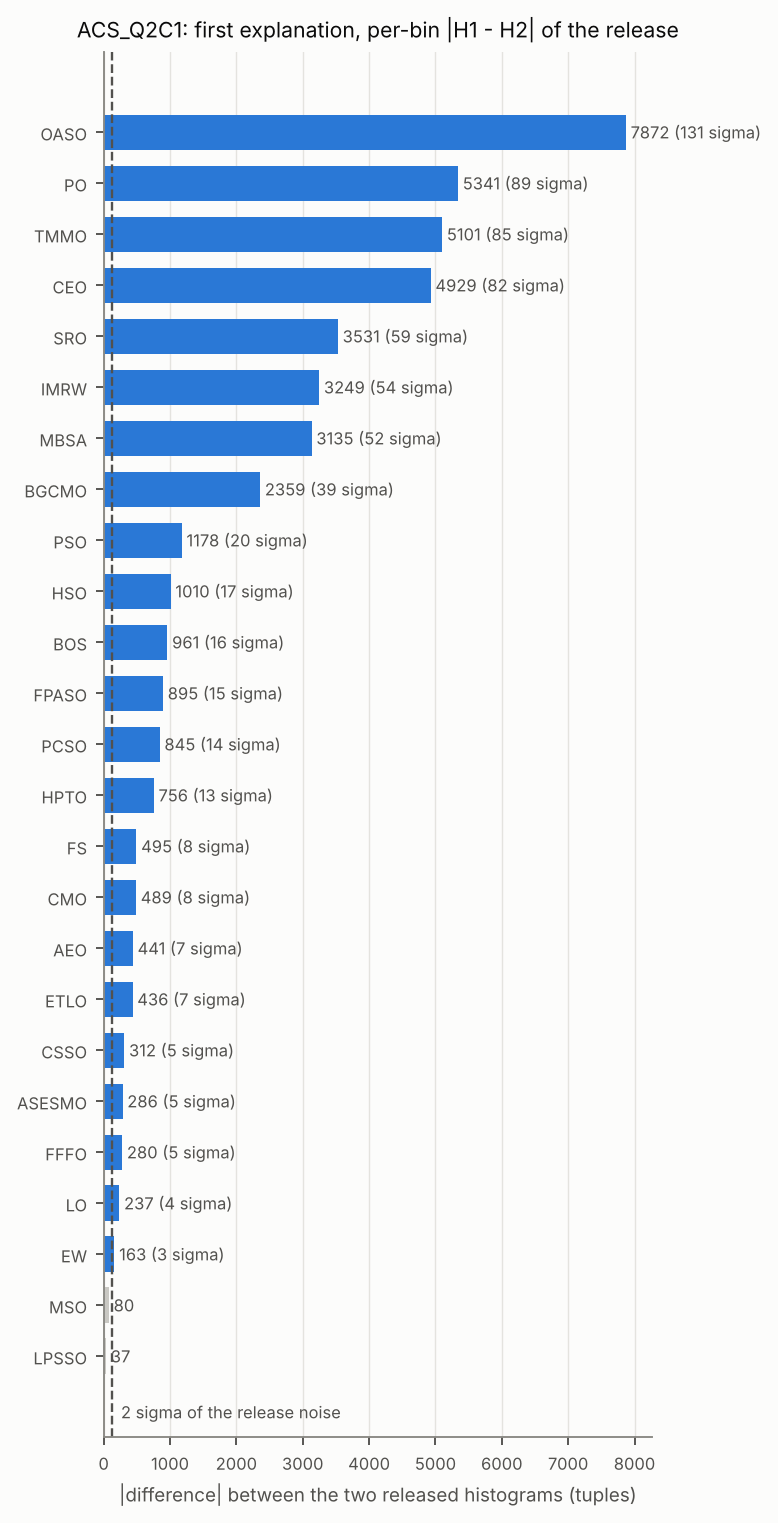 ACS_Q2C1: first explanation, per-bin |H1 - H2| of the release
OASO 7872 (131 sigma)
PO 5341 (89 sigma)
TMMO 5101 (85 sigma)
CEO 4929 (82 sigma)
SRO 3531 (59 sigma)
IMRW 3249 (54 sigma)
MBSA 3135 (52 sigma)
BGCMO 2359 (39 sigma)
PSO 1178 (20 sigma)
HSO 1010 (17 sigma)
BOS 961 (16 sigma)
FPASO 895 (15 sigma)
PCSO 845 (14 sigma)
HPTO 756 (13 sigma)
FS 495 (8 sigma)
CMO 489 (8 sigma)
AEO 441 (7 sigma)
ETLO 436 (7 sigma)
CSSO 312 (5 sigma)
ASESMO 286 (5 sigma)
FFFO 280 (5 sigma)
LO 237 (4 sigma)
EW 163 (3 sigma)
MSO 80
LPSSO 37
2 sigma of the release noise
0 1000 2000 3000 4000 5000 6000 7000 8000
|difference| between the two released histograms (tuples)